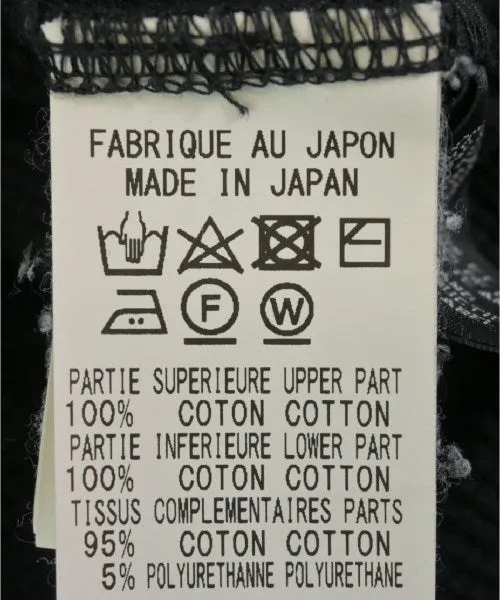 FABRIQUE AU JAPON
MADE IN JAPAN
F W
PARTIE SUPERIEURE UPPER PART
100% COTON COTTON
PARTIE INFERIEURE LOWER PART
100% COTON COTTON
TISSUS COMPLEMENTAIRES PARTS
95% COTON COTTON
5% POLYURETHANNE POLYURETHANE